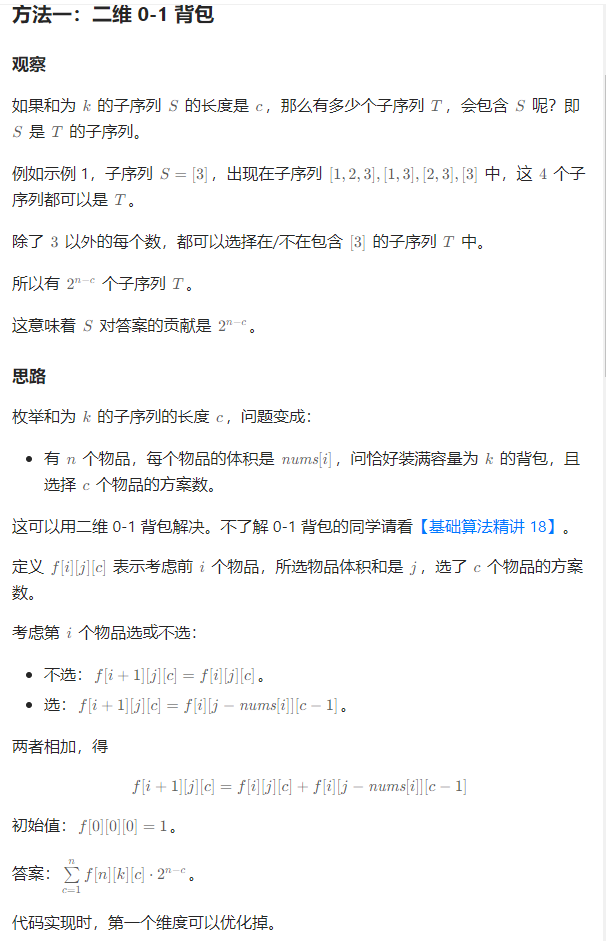 方法一：二维 0-1 背包
观察
如果和为 k 的子序列 S 的长度是 c，那么有多少个子序列 T，会包含 S 呢？即
S 是 T 的子序列。
例如示例 1，子序列 S = [3]，出现在子序列 [1, 2, 3], [1, 3], [2, 3], [3] 中，这 4 个子
序列都可以是 T。
除了 3 以外的每个数，都可以选择在/不在包含 [3] 的子序列 T 中。
所以有 2^{n-c} 个子序列 T。
这意味着 S 对答案的贡献是 2^{n-c}。
思路
枚举和为 k 的子序列的长度 c，问题变成：
• 有 n 个物品，每个物品的体积是 nums[i]，问恰好装满容量为 k 的背包，且
选择 c 个物品的方案数。
这可以用二维 0-1 背包解决。不了解 0-1 背包的同学请看【基础算法精讲 18】。
定义 f[i][j][c] 表示考虑前 i 个物品，所选物品体积和是 j，选了 c 个物品的方案
数。
考虑第 i 个物品选或不选：
• 不选：f[i + 1][j][c] = f[i][j][c]。
• 选：f[i + 1][j][c] = f[i][j - nums[i]][c - 1]。
两者相加，得
f[i + 1][j][c] = f[i][j][c] + f[i][j - nums[i]][c - 1]
初始值：f[0][0][0] = 1。
答案：\sum_{c=1}^{n} f[n][k][c] · 2^{n-c}。
代码实现时，第一个维度可以优化掉。